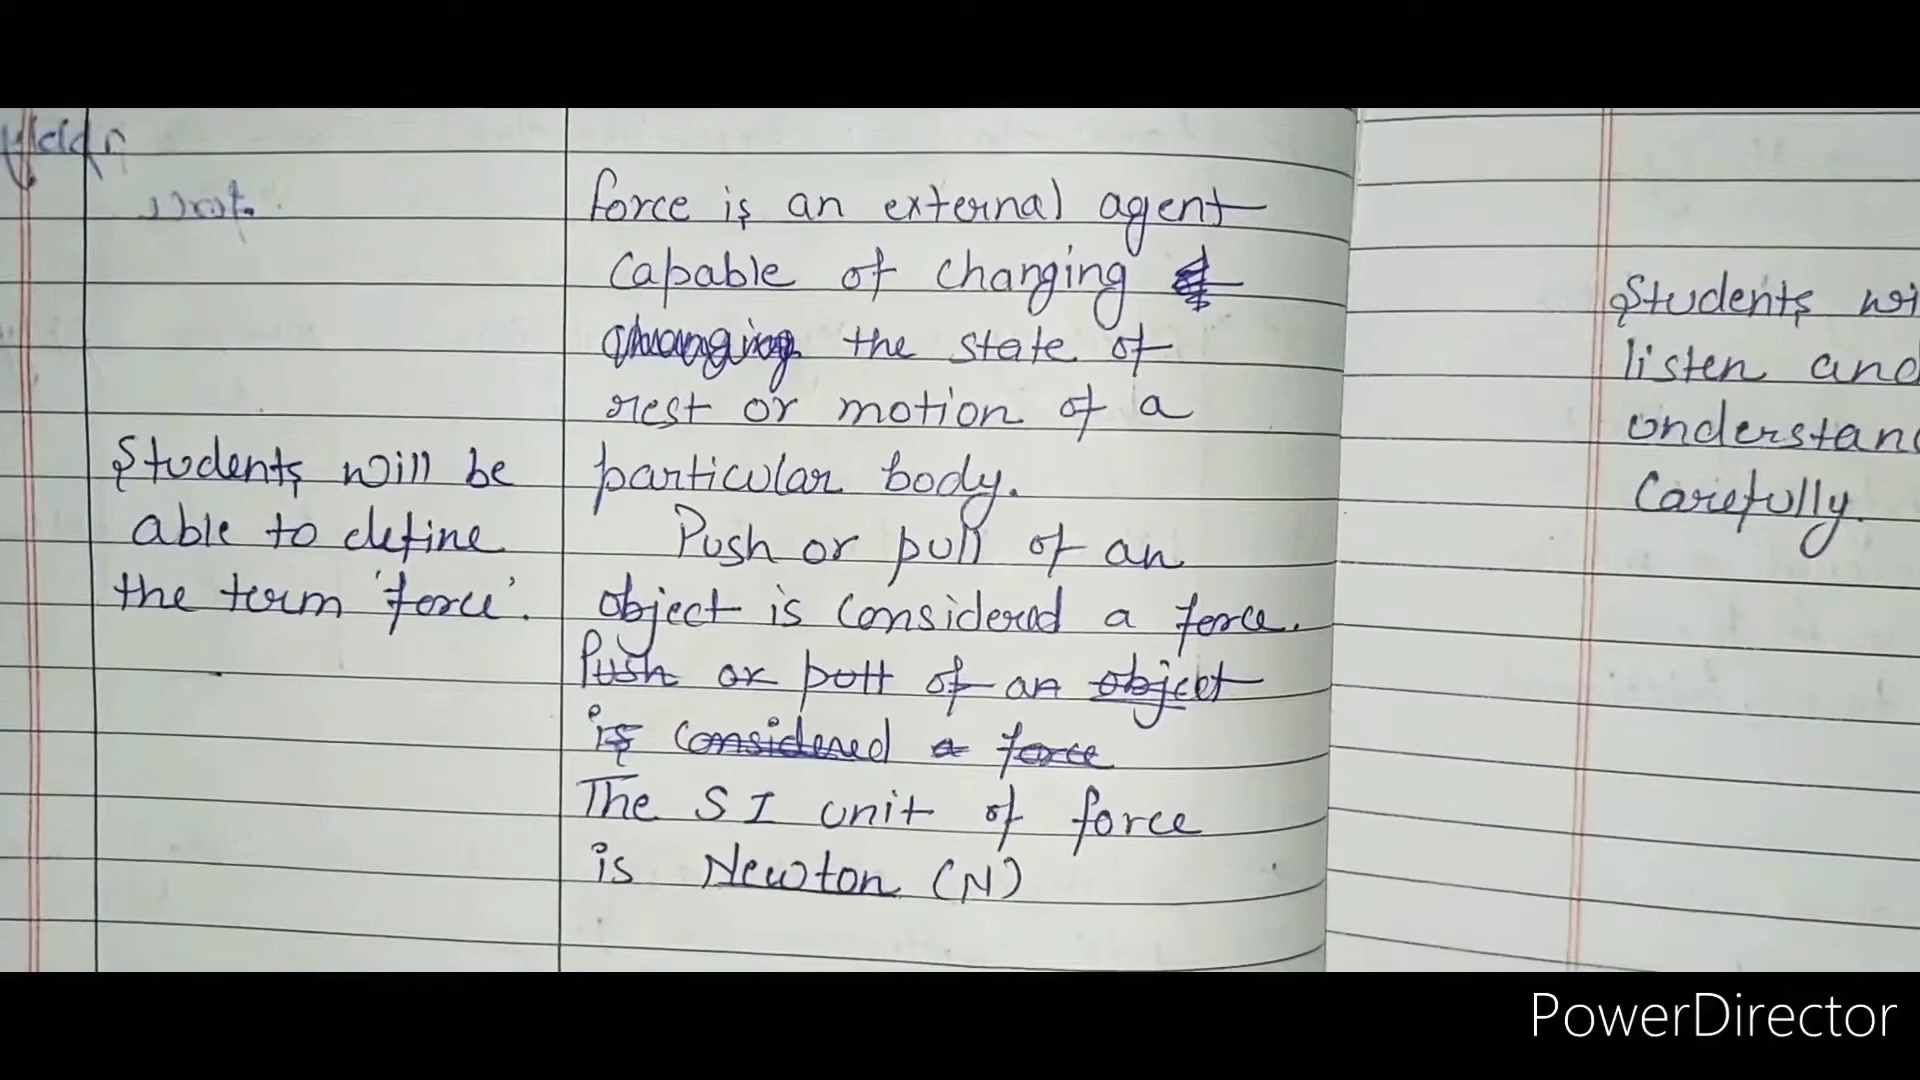 Students will be
able to define
the term 'force'.
force is an external agent
capable of changing
changing the state of
rest or motion of a
particular body.
Push or pull of an
object is considered a force.
Push or pull of an object
is considered a force
The SI unit of force
is Newton (N)
Students wi
listen and
understand
Carefully.
PowerDirector